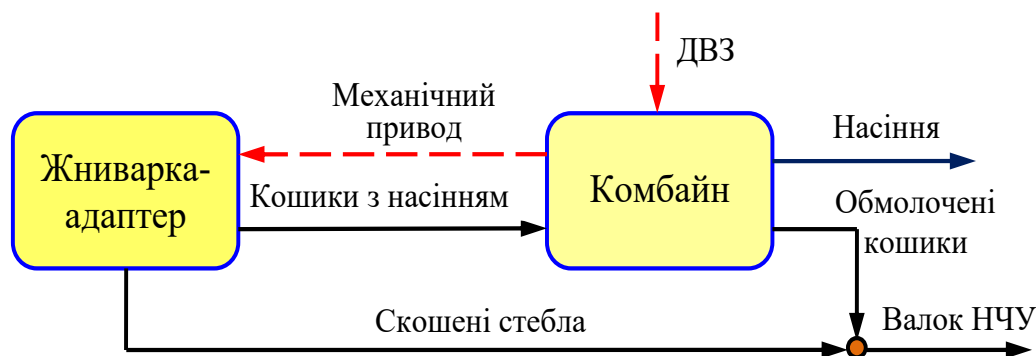 ДВЗ
Механічний
привод
Насіння
Жниварка-
адаптер
Кошики з насінням
Комбайн
Обмолочені
кошики
Скошені стебла
Валок НЧУ